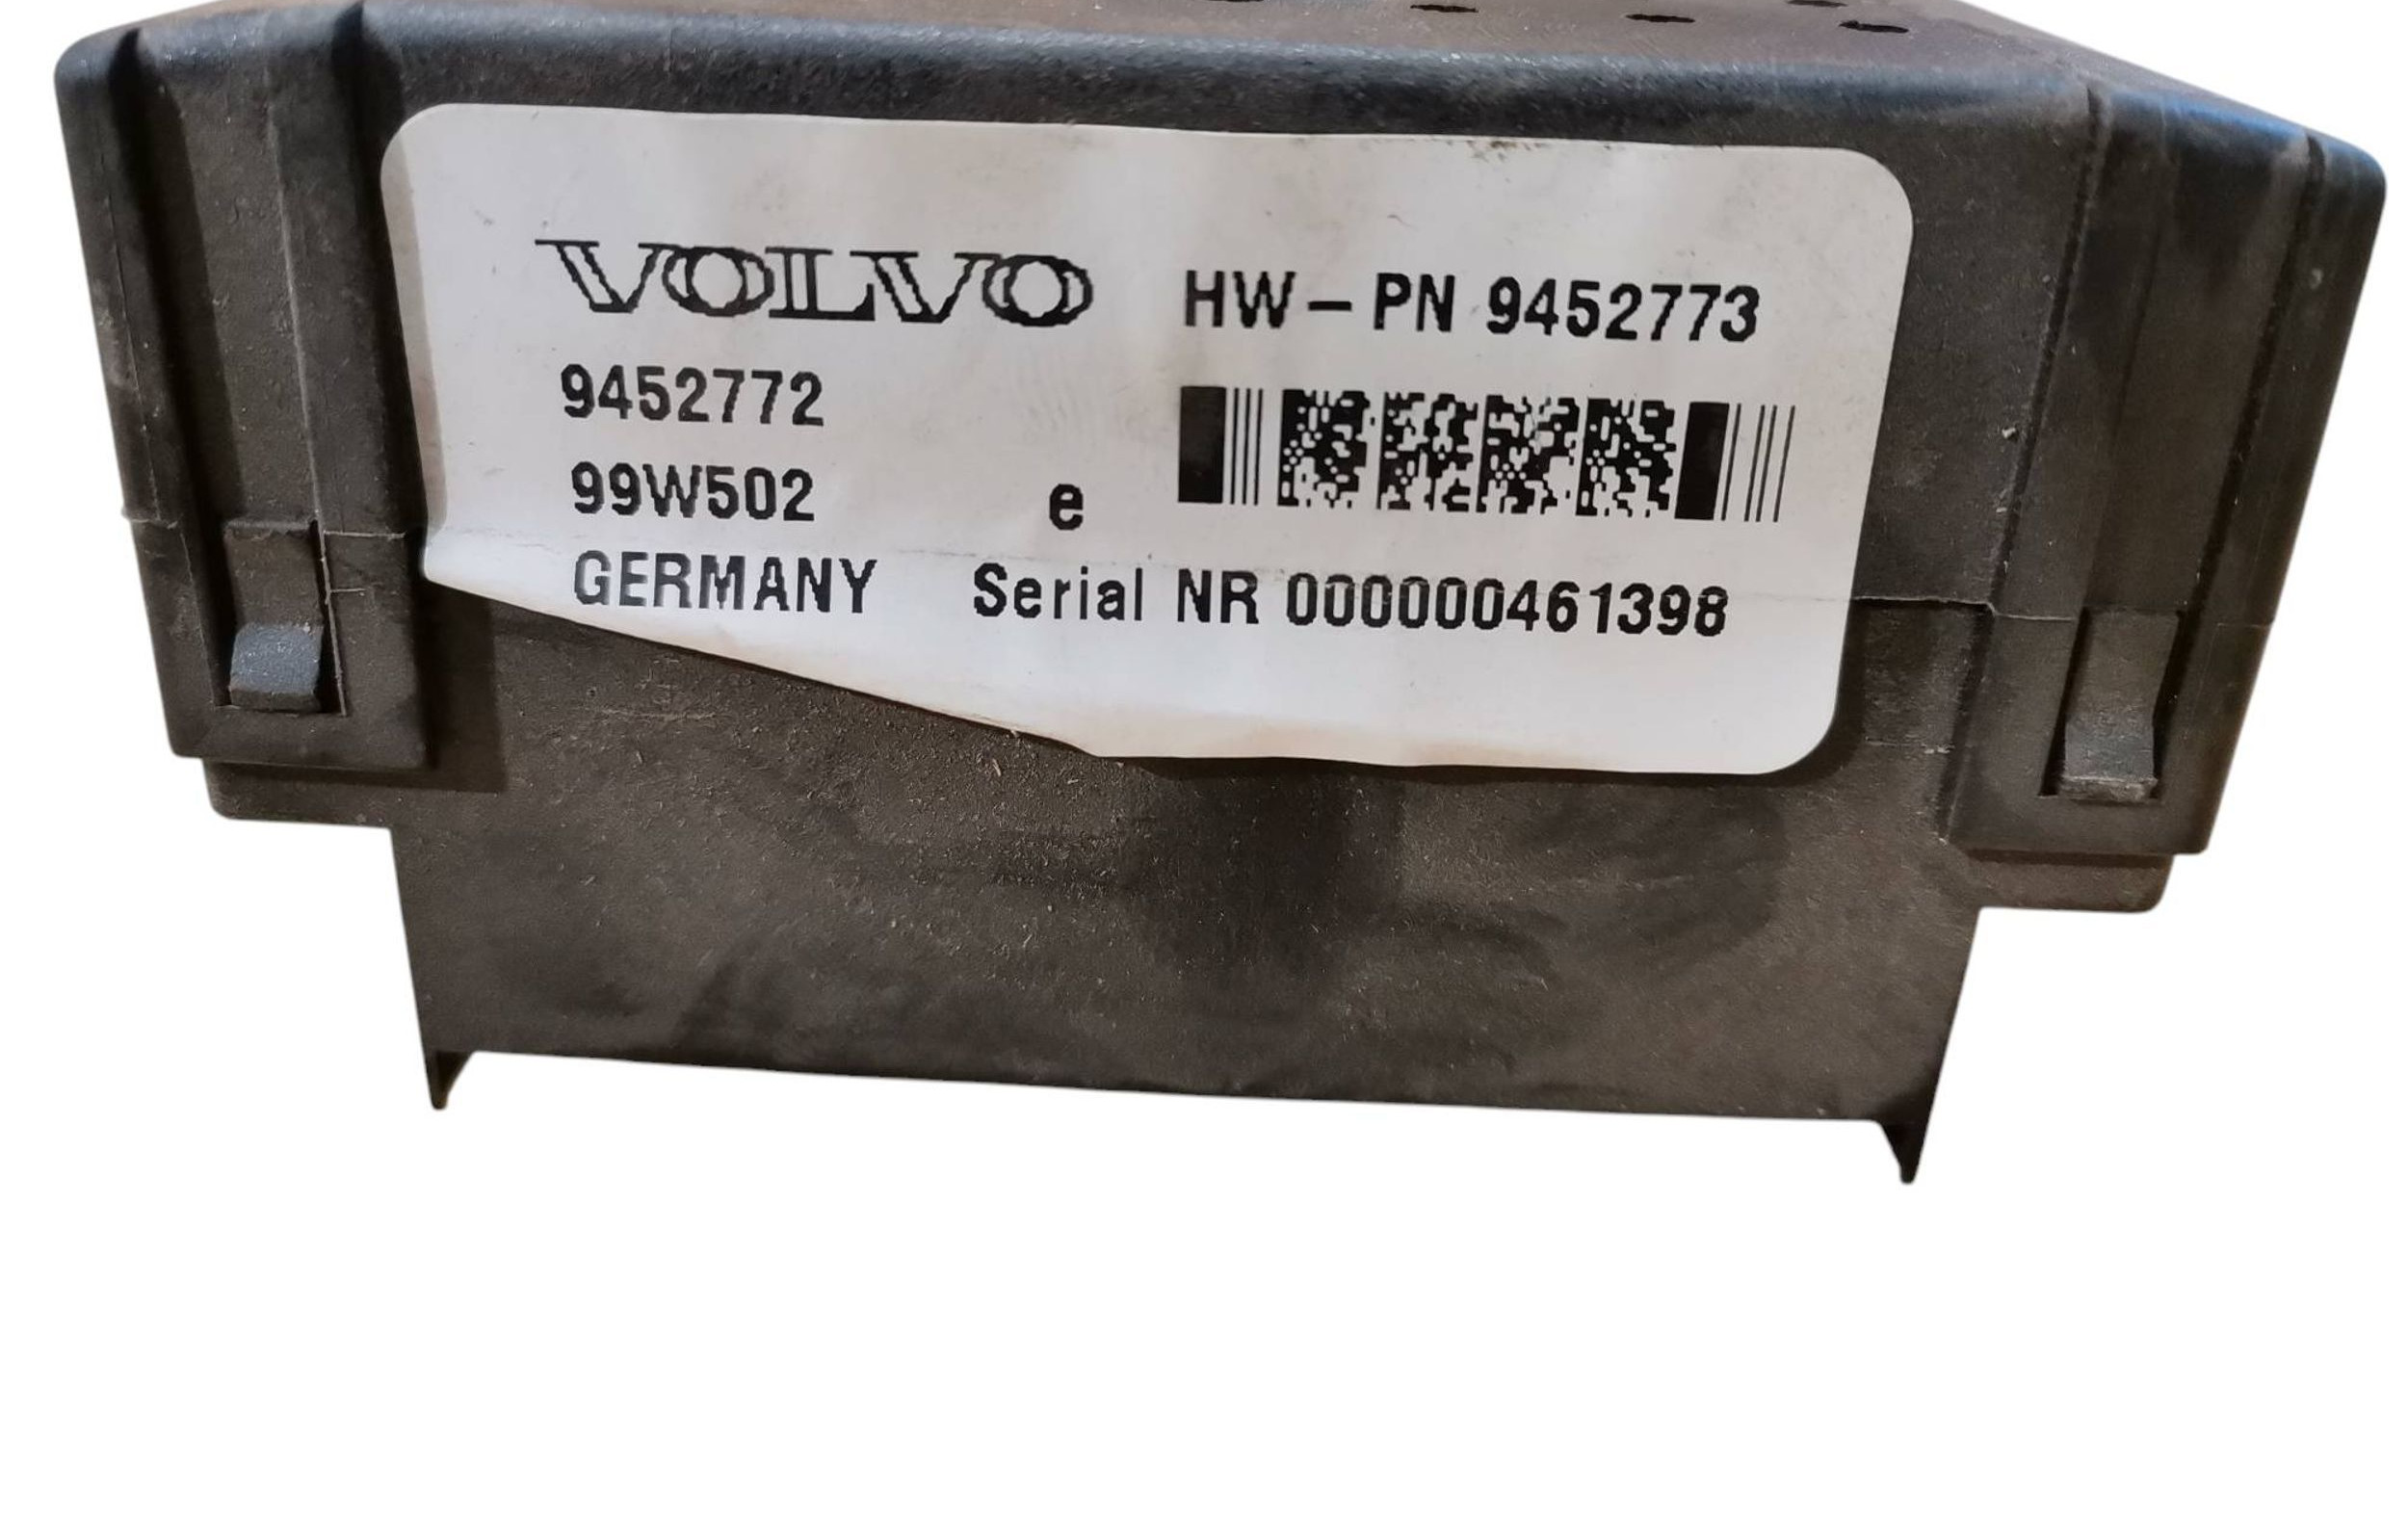 VOLVO HW-PN 9452773
9452772
99W502 e
GERMANY Serial NR 000000461398